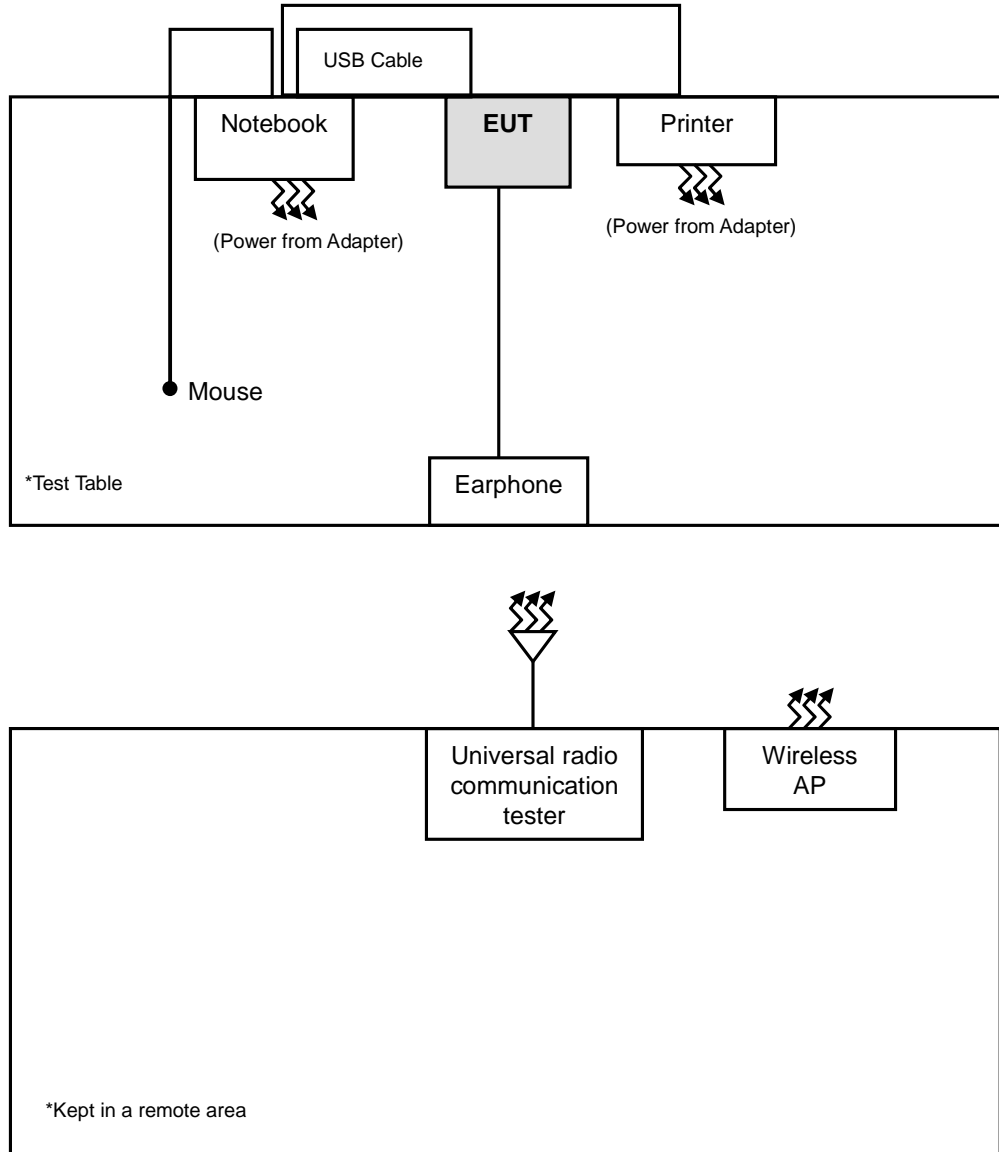 USB Cable
Notebook
EUT
Printer
(Power from Adapter)
(Power from Adapter)
Mouse
*Test Table
Earphone
Universal radio
communication
tester
Wireless
AP
*Kept in a remote area